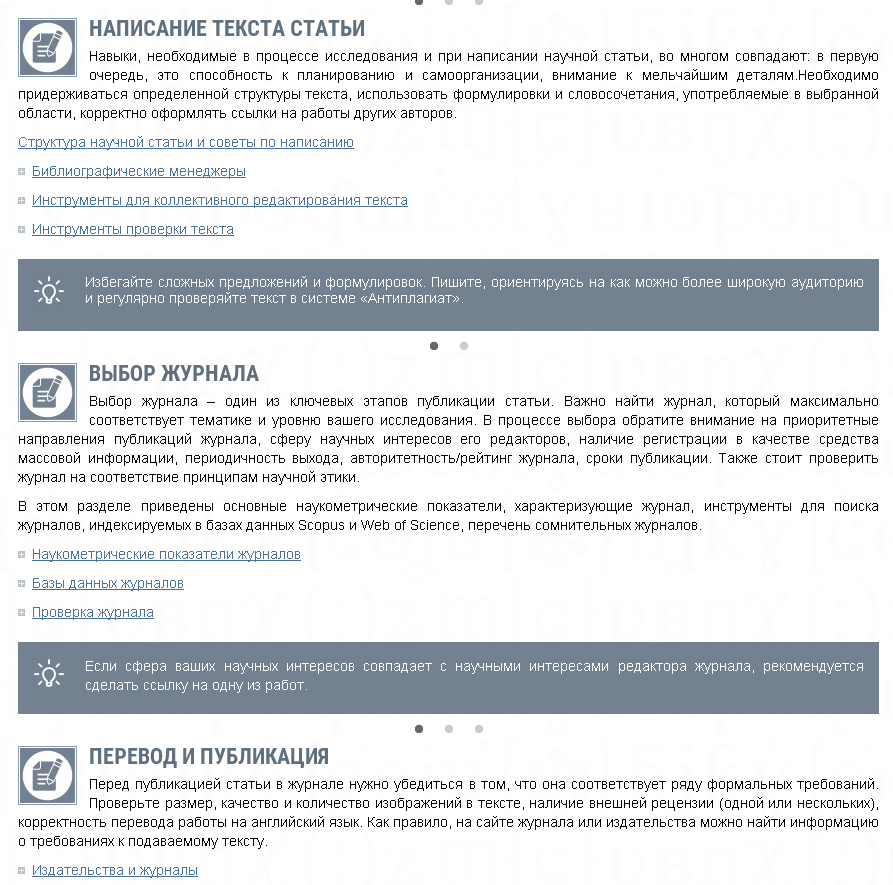 НАПИСАНИЕ ТЕКСТА СТАТЬИ
Навыки, необходимые в процессе исследования и при написании научной статьи, во многом совпадают: в первую
очередь, это способность к планированию и самоорганизации, внимание к мельчайшим деталям.Необходимо
придерживаться определенной структуры текста, использовать формулировки и словосочетания, употребляемые в выбранной
области, корректно оформлять ссылки на работы других авторов.
Структура научной статьи и советы по написанию
Библиографические менеджеры
Инструменты для коллективного редактирования текста
Инструменты проверки текста
Избегайте сложных предложений и формулировок. Пишите, ориентируясь на как можно более широкую аудиторию
и регулярно проверяйте текст в системе «Антиплагиат».
ВЫБОР ЖУРНАЛА
Выбор журнала – один из ключевых этапов публикации статьи. Важно найти журнал, который максимально
соответствует тематике и уровню вашего исследования. В процессе выбора обратите внимание на приоритетные
направления публикаций журнала, сферу научных интересов его редакторов, наличие регистрации в качестве средства
массовой информации, периодичность выхода, авторитетность/рейтинг журнала, сроки публикации. Также стоит проверить
журнал на соответствие принципам научной этики.
В этом разделе приведены основные наукометрические показатели, характеризующие журнал, инструменты для поиска
журналов, индексируемых в базах данных Scopus и Web of Science, перечень сомнительных журналов.
Наукометрические показатели журналов
Базы данных журналов
Проверка журнала
Если сфера ваших научных интересов совпадает с научными интересами редактора журнала, рекомендуется
сделать ссылку на одну из работ.
ПЕРЕВОД И ПУБЛИКАЦИЯ
Перед публикацией статьи в журнале нужно убедиться в том, что она соответствует ряду формальных требований.
Проверьте размер, качество и количество изображений в тексте, наличие внешней рецензии (одной или нескольких),
корректность перевода работы на английский язык. Как правило, на сайте журнала или издательства можно найти информацию
о требованиях к подаваемому тексту.
Издательства и журналы